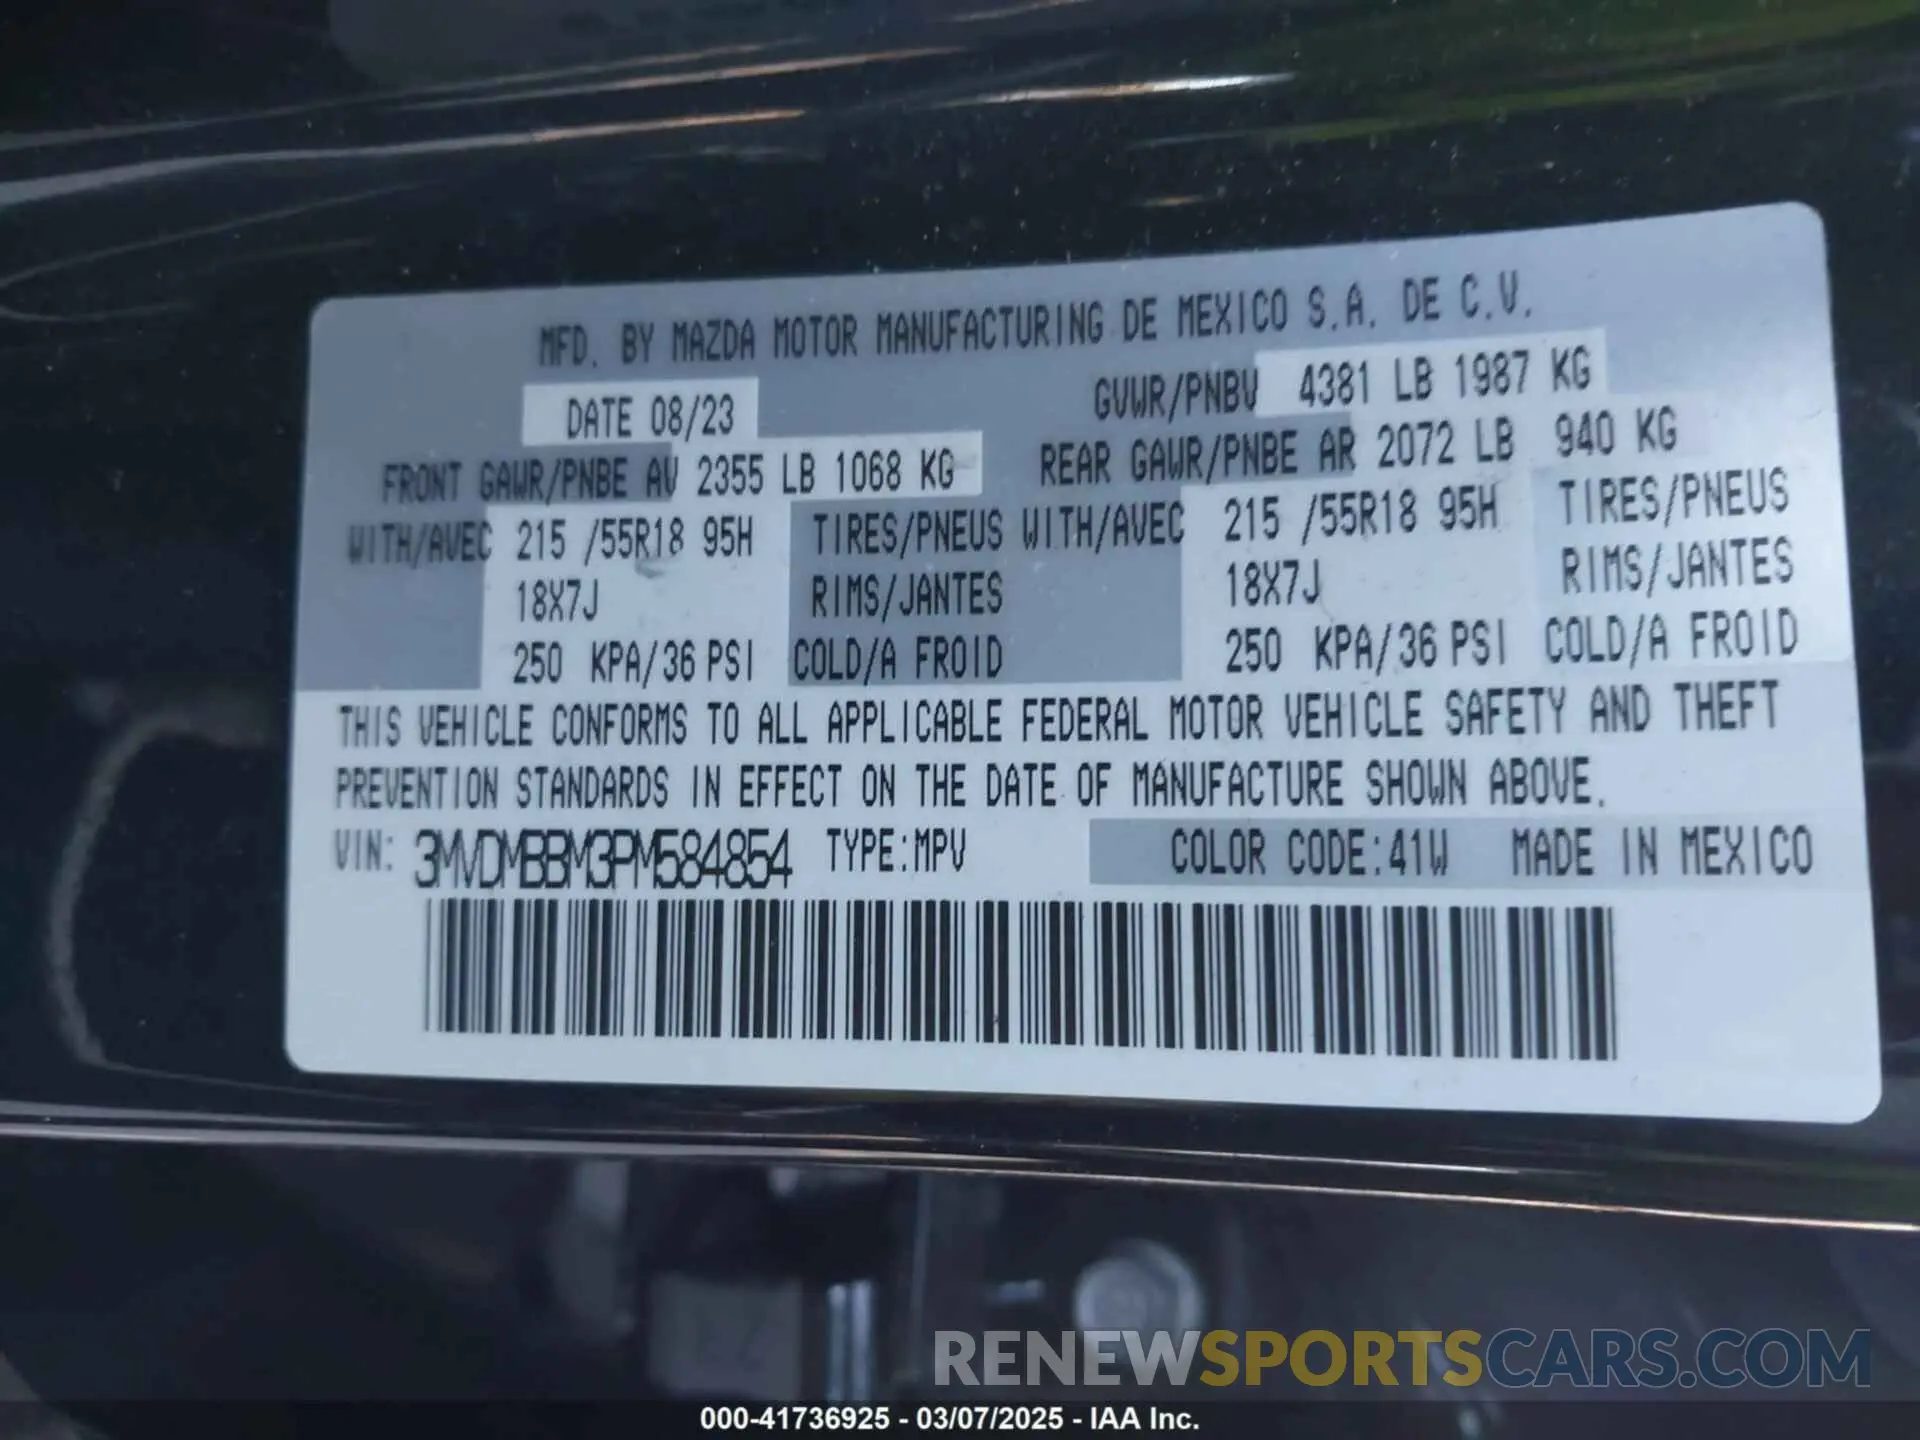 MFD. BY MAZDA MOTOR MANUFACTURING DE MEXICO S.A. DE C.V.
DATE 08/23 GVWR/PNBV 4381 LB 1987 KG
FRONT GAWR/PNBE AV 2355 LB 1068 KG REAR GAWR/PNBE AR 2072 LB 940 KG
WITH/AVEC 215 /55R18 95H TIRES/PNEUS WITH/AVEC 215 /55R18 95H TIRES/PNEUS
18X7J RIMS/JANTES 18X7J RIMS/JANTES
250 KPA/36 PSI COLD/A FROID 250 KPA/36 PSI COLD/A FROID
THIS VEHICLE CONFORMS TO ALL APPLICABLE FEDERAL MOTOR VEHICLE SAFETY AND THEFT
PREVENTION STANDARDS IN EFFECT ON THE DATE OF MANUFACTURE SHOWN ABOVE.
VIN: 3MVDMBBM3PM584854 TYPE:MPV COLOR CODE:41W MADE IN MEXICO
RENEWSPORTSCARS.COM
000-41736925 - 03/07/2025 - IAA Inc.